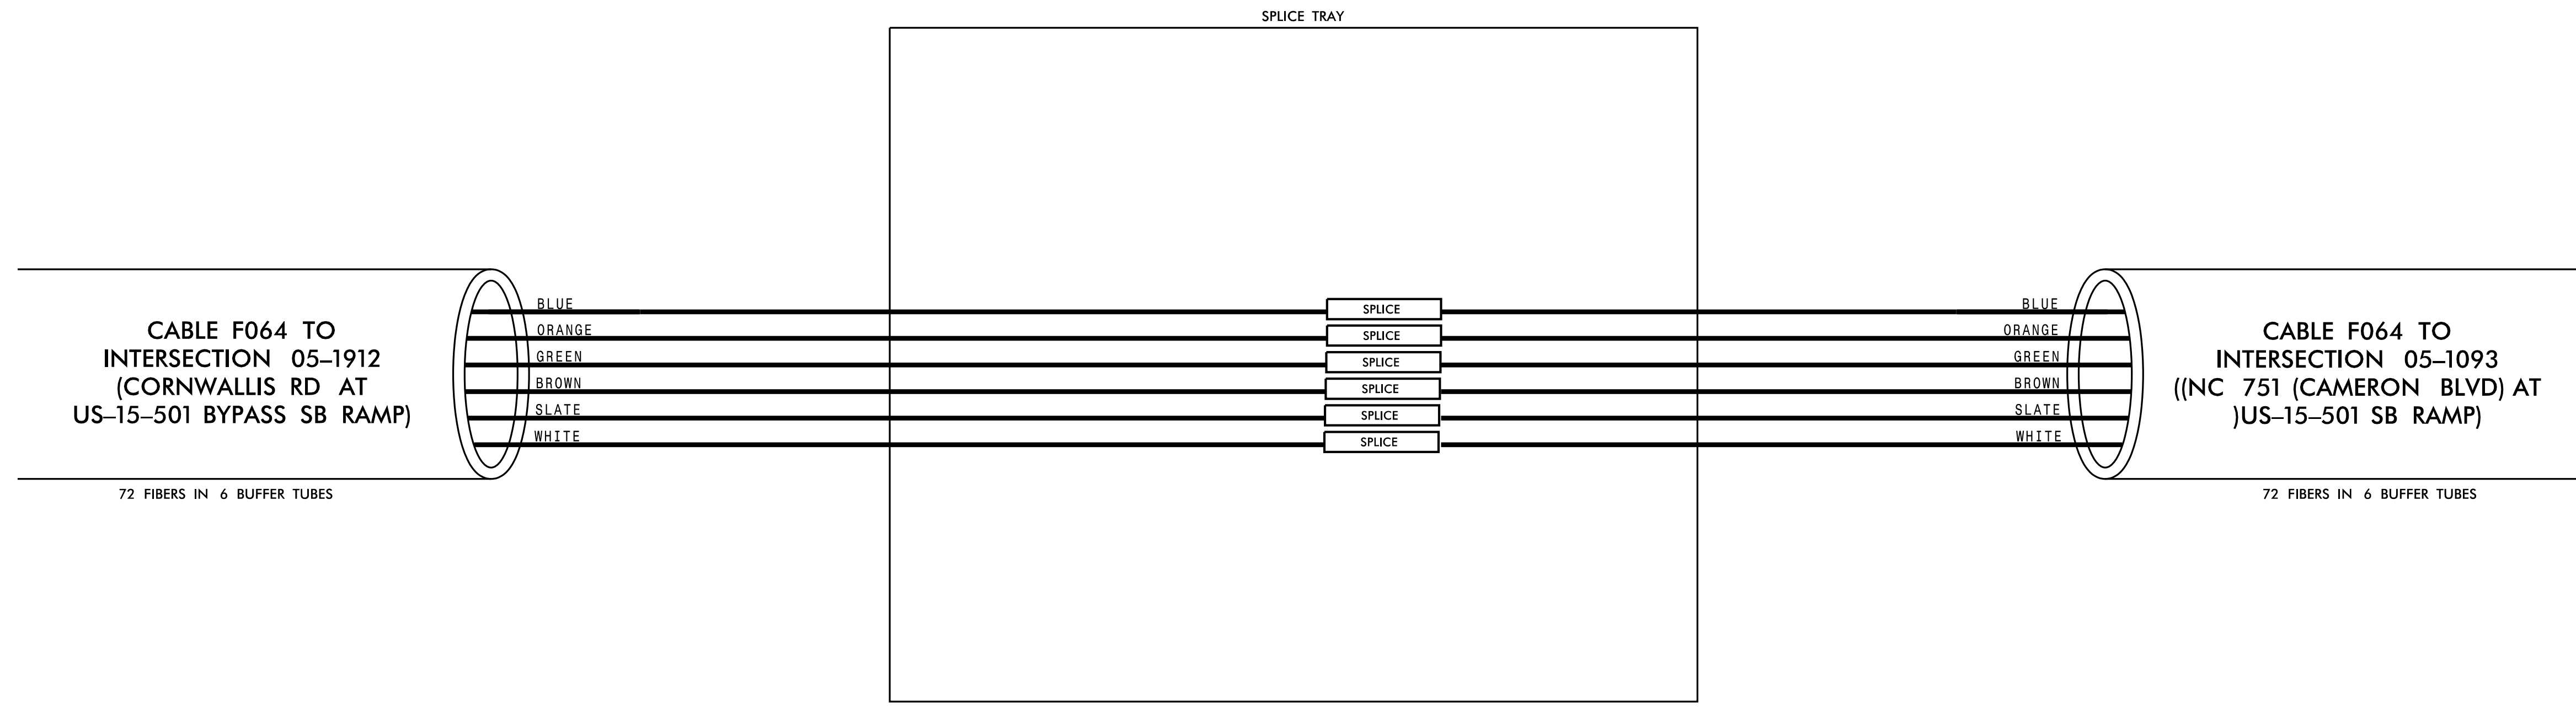 SPLICE TRAY
CABLE F064 TO
INTERSECTION 05–1912
(CORNWALLIS RD AT
US–15–501 BYPASS SB RAMP)
72 FIBERS IN 6 BUFFER TUBES
BLUE
ORANGE
GREEN
BROWN
SLATE
WHITE
SPLICE
SPLICE
SPLICE
SPLICE
SPLICE
SPLICE
BLUE
ORANGE
GREEN
BROWN
SLATE
WHITE
CABLE F064 TO
INTERSECTION 05–1093
((NC 751 (CAMERON BLVD) AT
)US–15–501 SB RAMP)
72 FIBERS IN 6 BUFFER TUBES